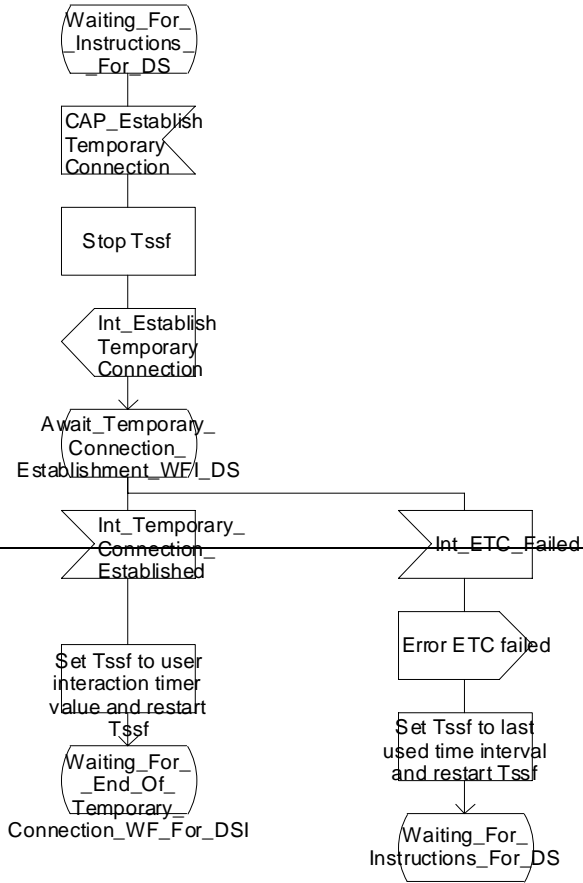 Waiting_For_
_Instructions_
_For_DS
CAP_Establish
Temporary
Connection
Stop Tssf
Int_Establish
Temporary
Connection
Await_Temporary_
Connection_
Establishment_WFI_DS
Int_Temporary_
Connection_
Established
Int_ETC_Failed
Error ETC failed
Set Tssf to user
interaction timer
value and restart
Tssf
Set Tssf to last
used time interval
and restart Tssf
Waiting_For_
_End_Of_
Temporary_
Connection_WF_For_DSI
Waiting_For_
Instructions_For_DS